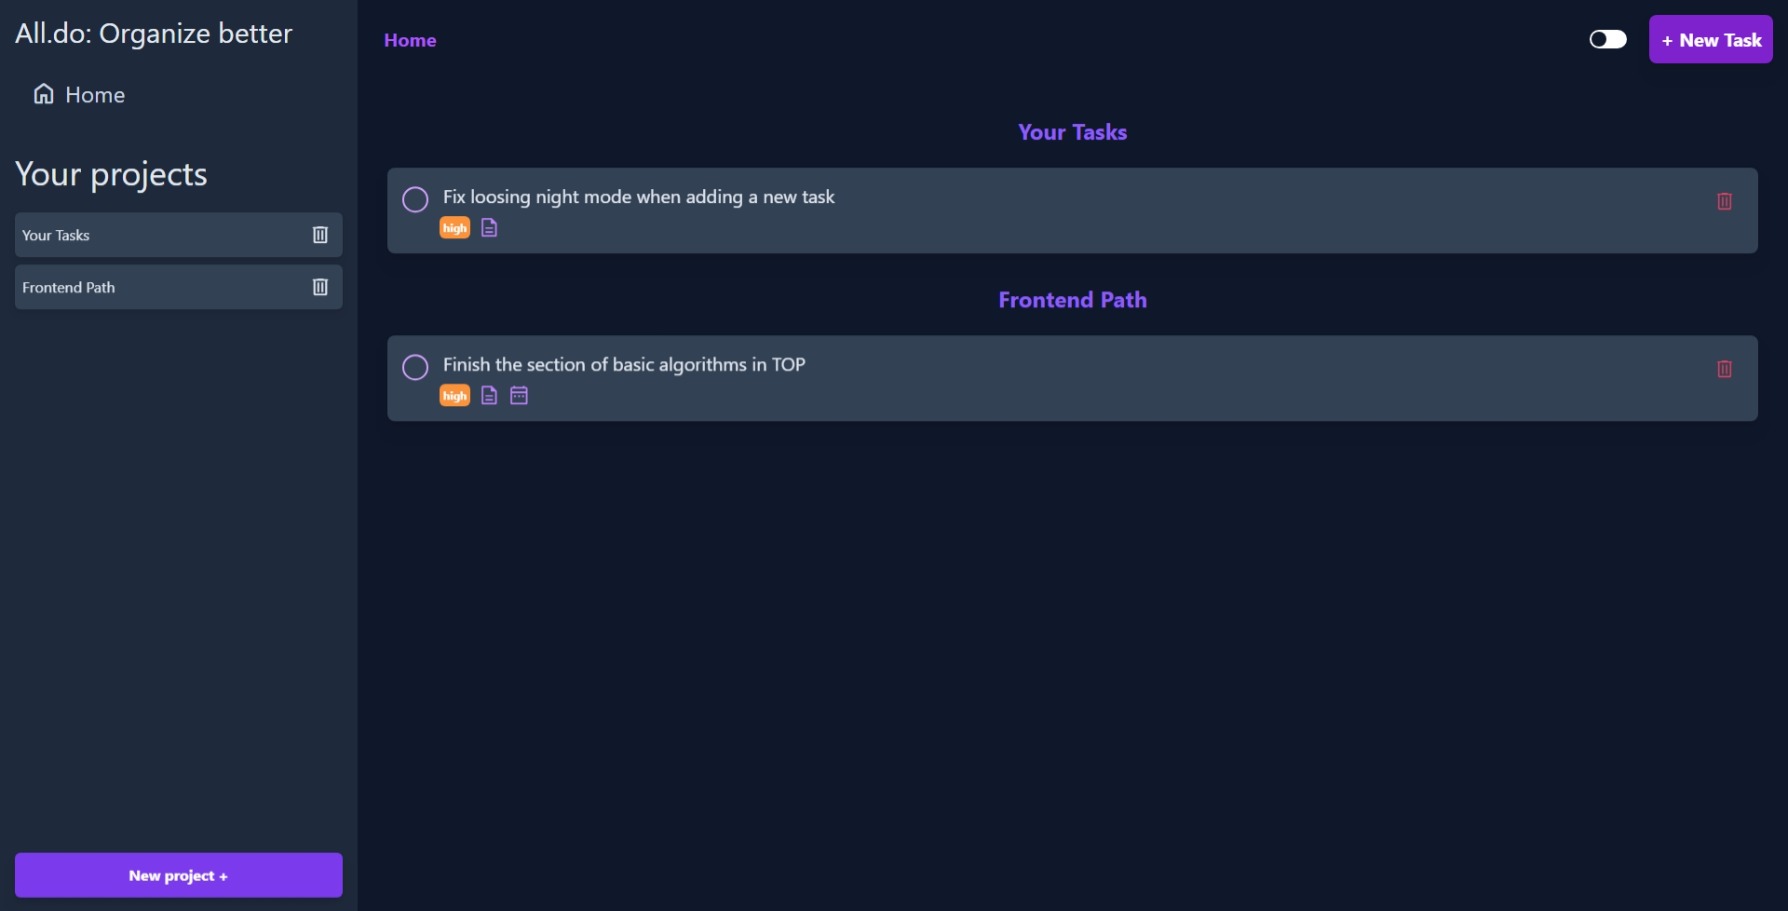 All.do: Organize better
Home
Your projects
Your Tasks
Frontend Path
New project +
Home
+ New Task
Your Tasks
Fix loosing night mode when adding a new task
high
Frontend Path
Finish the section of basic algorithms in TOP
high